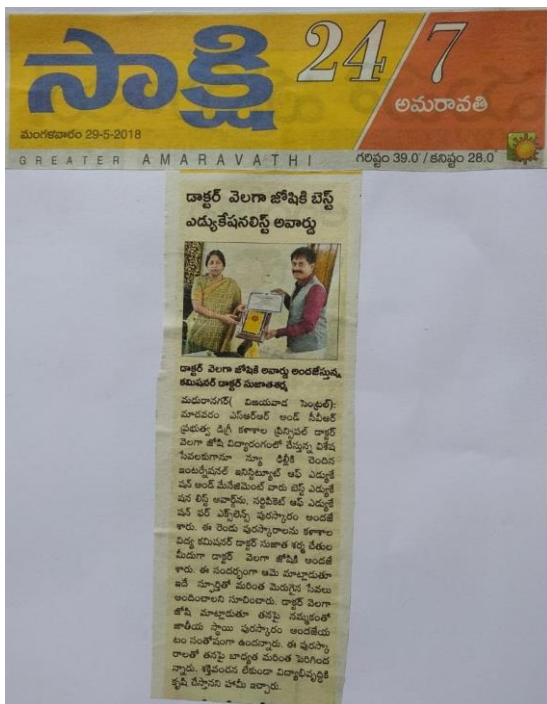 సాక్షి
24/7
అమరావతి
మంగళవారం 29-5-2018
GREATER AMARAVATHI
గరిష్టం 39.0° / కనిష్టం 28.0°
డాక్టర్ వెలగా జోషికి బెస్ట్
ఎడ్యుకేషనలిస్ట్ అవార్డు
డాక్టర్ వెలగా జోషికి అవార్డు అందజేస్తున్న
కమిషనర్ డాక్టర్ సుజాతశర్మ
మధురానగర్( విజయవాడ సెంట్రల్):
మాచవరం ఎస్ఆర్ఆర్ అండ్ సీవీఆర్
ప్రభుత్వ డిగ్రీ కళాశాల ప్రిన్సిపల్ డాక్టర్
వెలగా జోషి విద్యారంగంలో చేస్తున్న విశేష
సేవలకుగానూ న్యూ ఢిల్లీకి చెందిన
ఇంటర్నేషనల్ ఇనిస్టిట్యూట్ ఆఫ్ ఎడ్యుకే
షన్ అండ్ మేనేజ్‌మెంట్ వారు బెస్ట్ ఎడ్యుకే
షన లిస్ట్ అవార్డ్‌ను, సర్టిఫికెట్ ఆఫ్ ఎడ్యుకే
షన్ ఫర్ ఎక్స్‌లెన్స్ పురస్కారం అందజే
శారు. ఈ రెండు పురస్కారాలను కళాశాల
విద్య కమిషనర్ డాక్టర్ సుజాత శర్మ చేతుల
మీదుగా డాక్టర్ వెలగా జోషికి అందజే
శారు. ఈ సందర్భంగా ఆమె మాట్లాడుతూ
ఇదే స్ఫూర్తితో మరింత మెరుగైన సేవలు
అందించాలని సూచించారు. డాక్టర్ వెలగా
జోషి మాట్లాడుతూ తనపై నమ్మకంతో
జాతీయ స్థాయి పురస్కారం అందజేయ
టం సంతోషంగా ఉందన్నారు. ఈ పురస్కా
రాలతో తనపై బాధ్యత మరింత పెరిగింద
న్నారు. శక్తివంచన లేకుండా విద్యాభివృద్ధికి
కృషి చేస్తానని హామీ ఇచ్చారు.